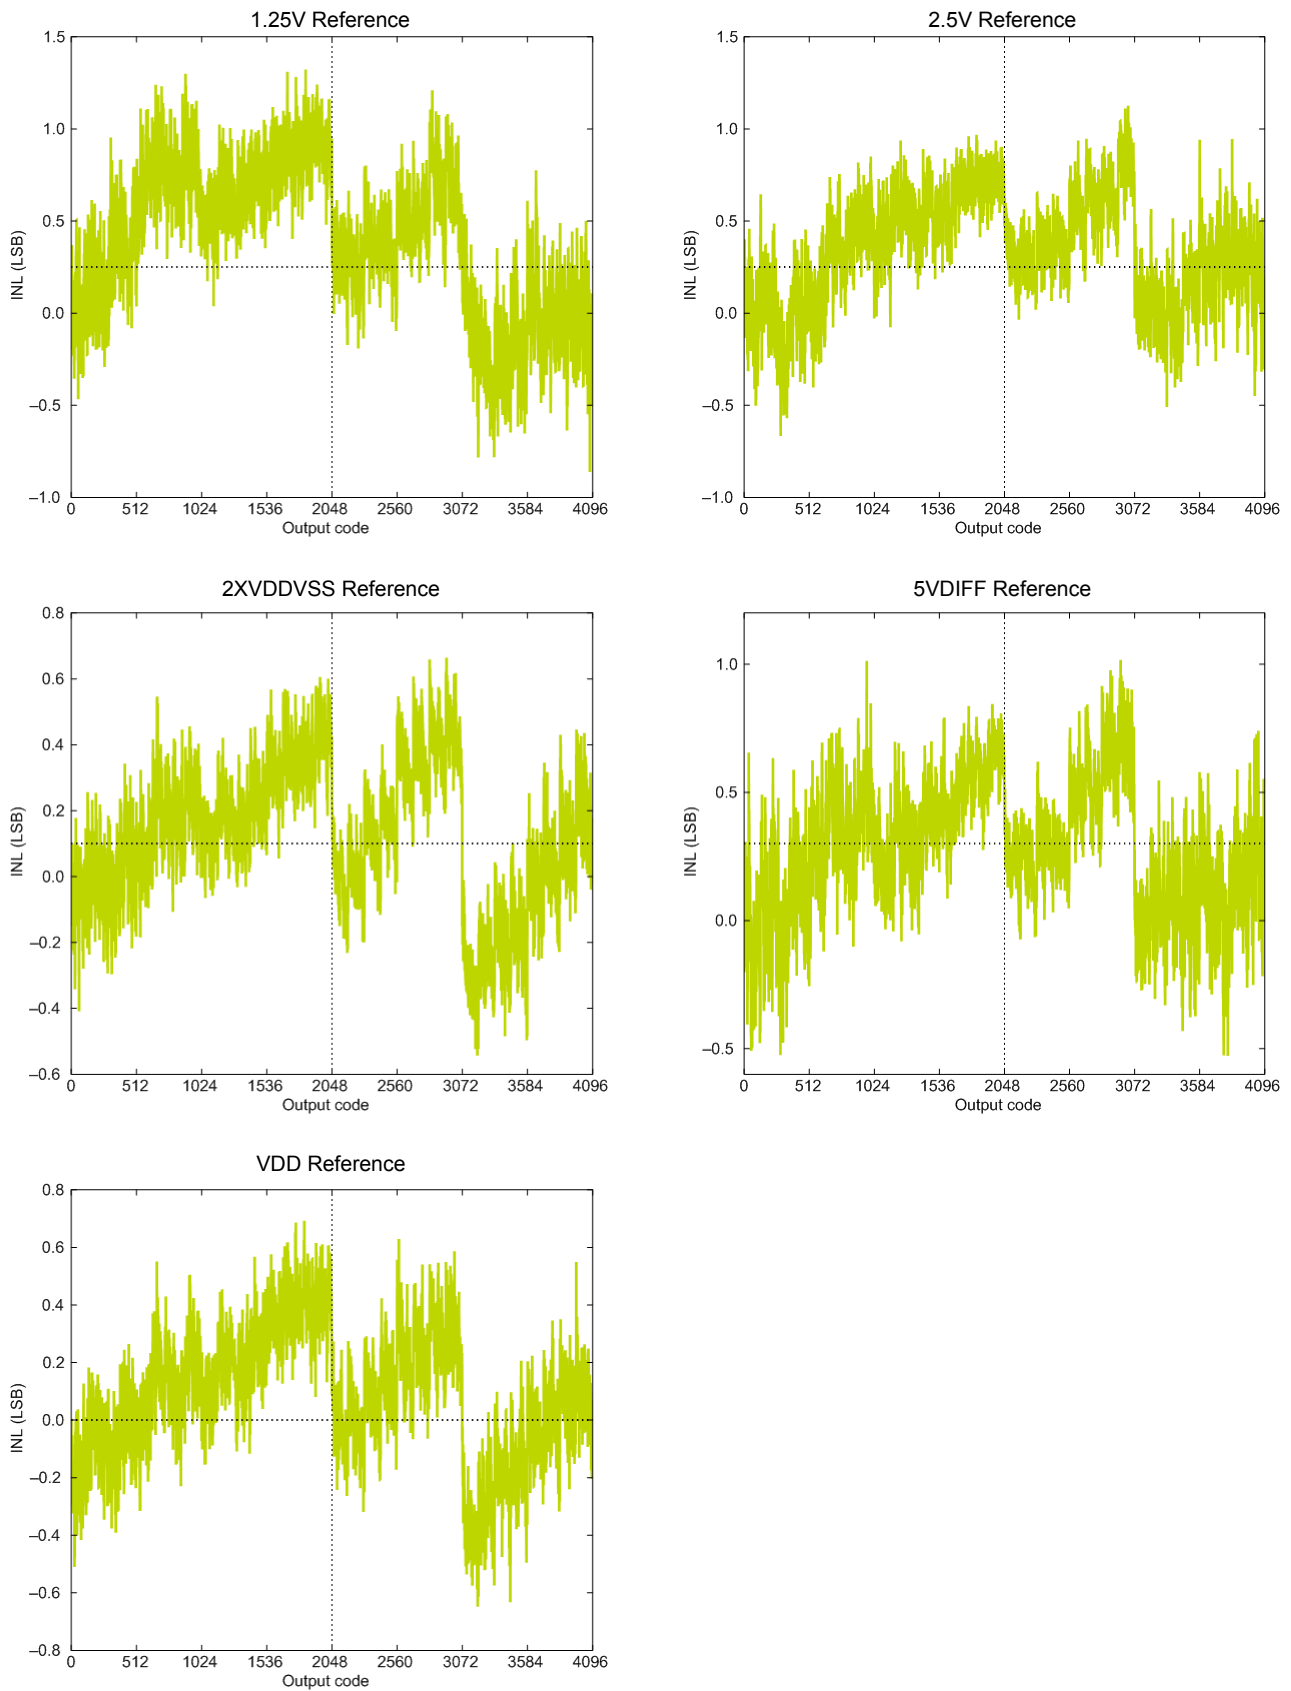 1.25V Reference
1.5
1.0
0.5
0.0
–0.5
–1.0
INL (LSB)
0 512 1024 1536 2048 2560 3072 3584 4096
Output code
2.5V Reference
1.5
1.0
0.5
0.0
–0.5
–1.0
INL (LSB)
0 512 1024 1536 2048 2560 3072 3584 4096
Output code
2XVDDVSS Reference
0.8
0.6
0.4
0.2
0.0
–0.2
–0.4
–0.6
INL (LSB)
0 512 1024 1536 2048 2560 3072 3584 4096
Output code
5VDIFF Reference
1.0
0.5
0.0
–0.5
INL (LSB)
0 512 1024 1536 2048 2560 3072 3584 4096
Output code
VDD Reference
0.8
0.6
0.4
0.2
0.0
–0.2
–0.4
–0.6
–0.8
INL (LSB)
0 512 1024 1536 2048 2560 3072 3584 4096
Output code